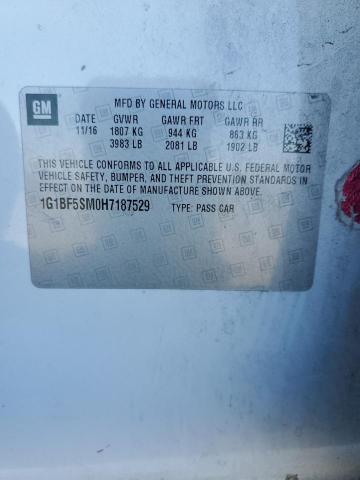 GM
MFD BY GENERAL MOTORS LLC
DATE GVWR GAWR FRT GAWR RR
11/16 1807 KG 944 KG 863 KG
3983 LB 2081 LB 1902 LB
THIS VEHICLE CONFORMS TO ALL APPLICABLE U.S. FEDERAL MOTOR
VEHICLE SAFETY, BUMPER, AND THEFT PREVENTION STANDARDS
IN EFFECT ON THE DATE OF MANUFACTURE SHOWN ABOVE.
1G1BF5SM0H7187529 TYPE: PASS CAR